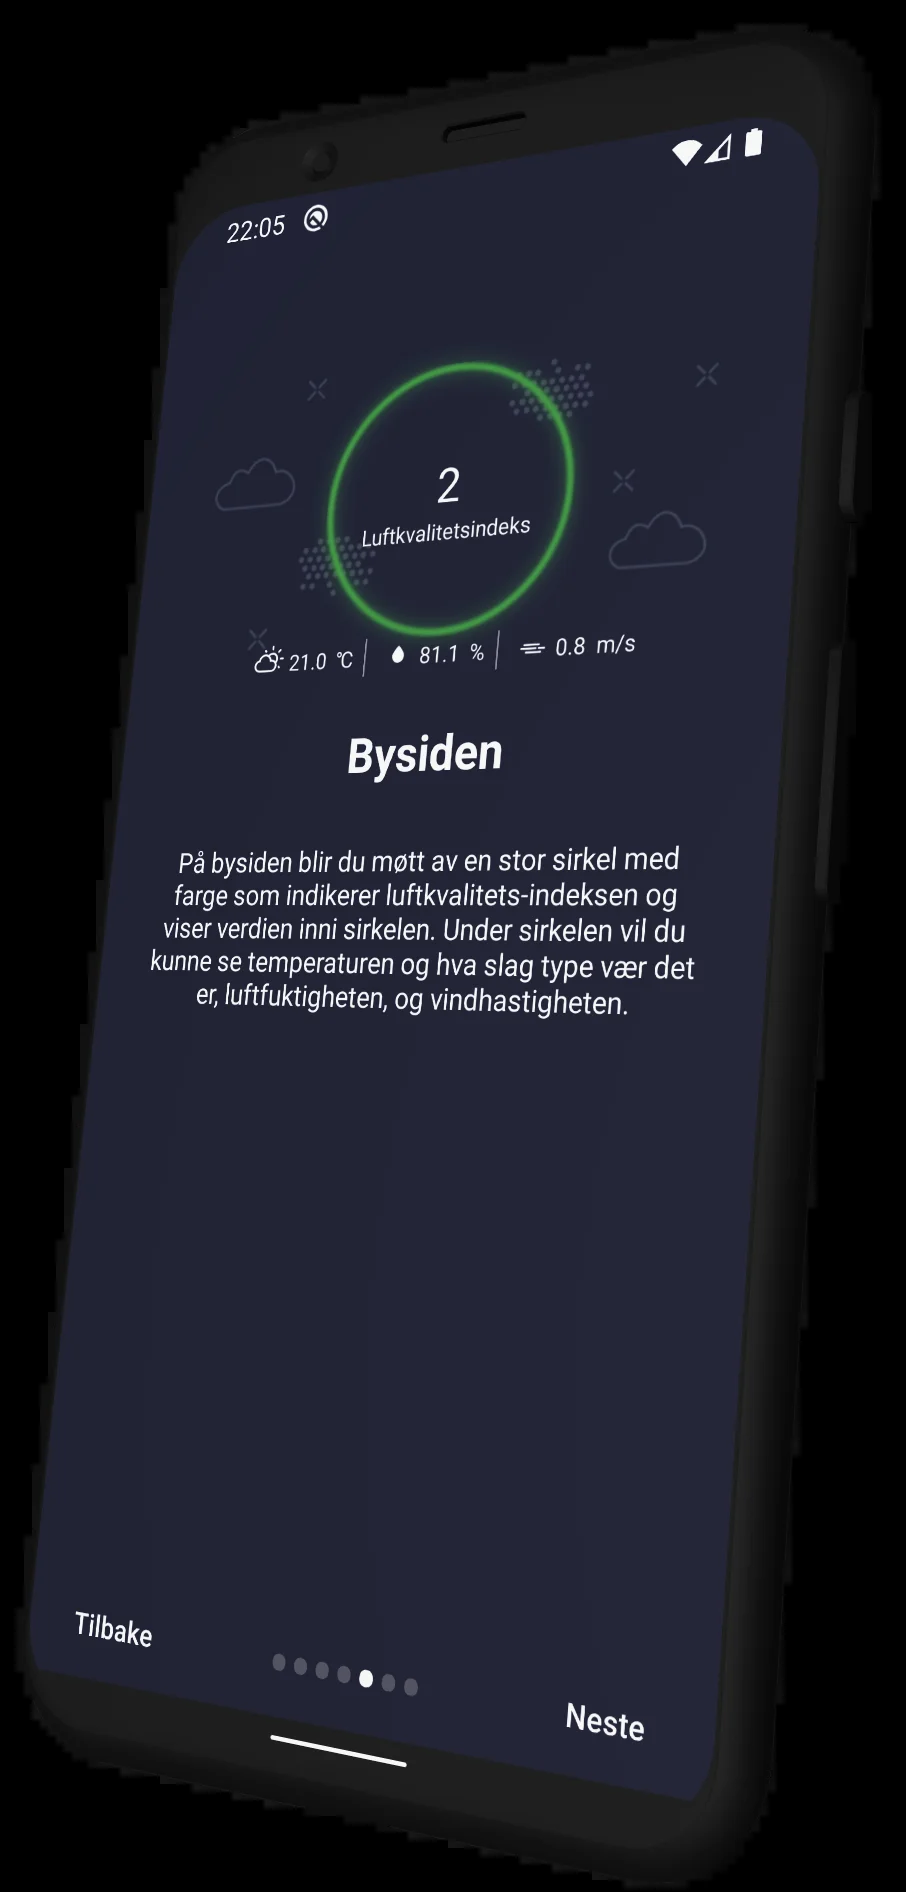 22:05
2
Luftkvalitetsindeks
21.0 °C 81.1 % 0.8 m/s
Bysiden
På bysiden blir du møtt av en stor sirkel med
farge som indikerer luftkvalitets-indeksen og
viser verdien inni sirkelen. Under sirkelen vil du
kunne se temperaturen og hva slag type vær det
er, luftfuktigheten, og vindhastigheten.
Tilbake
Neste